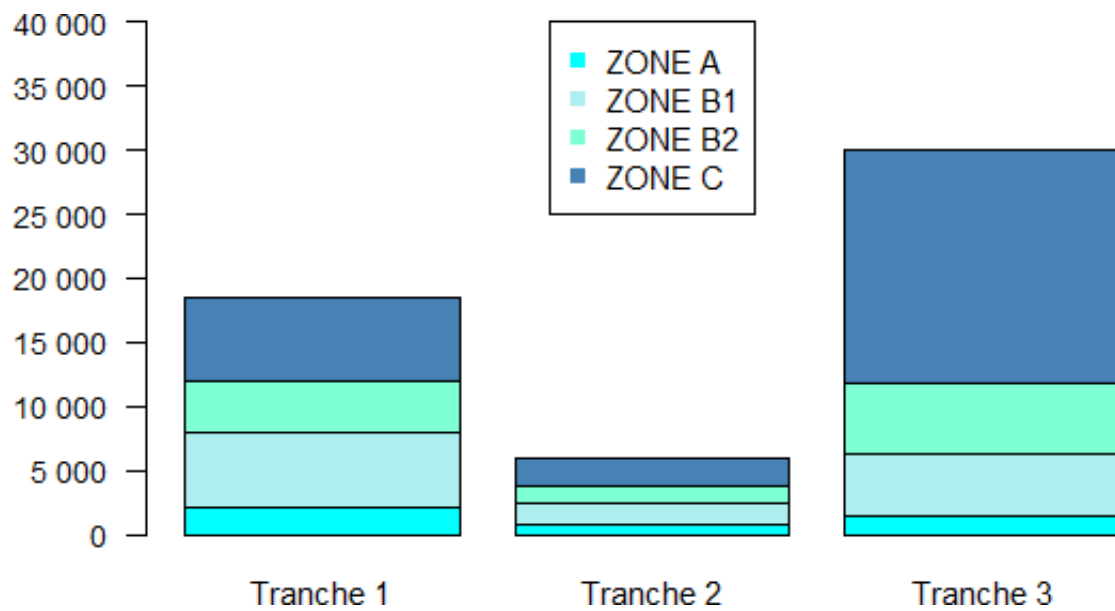 40 000
35 000
30 000
25 000
20 000
15 000
10 000
5 000
0
ZONE A
ZONE B1
ZONE B2
ZONE C
Tranche 1
Tranche 2
Tranche 3